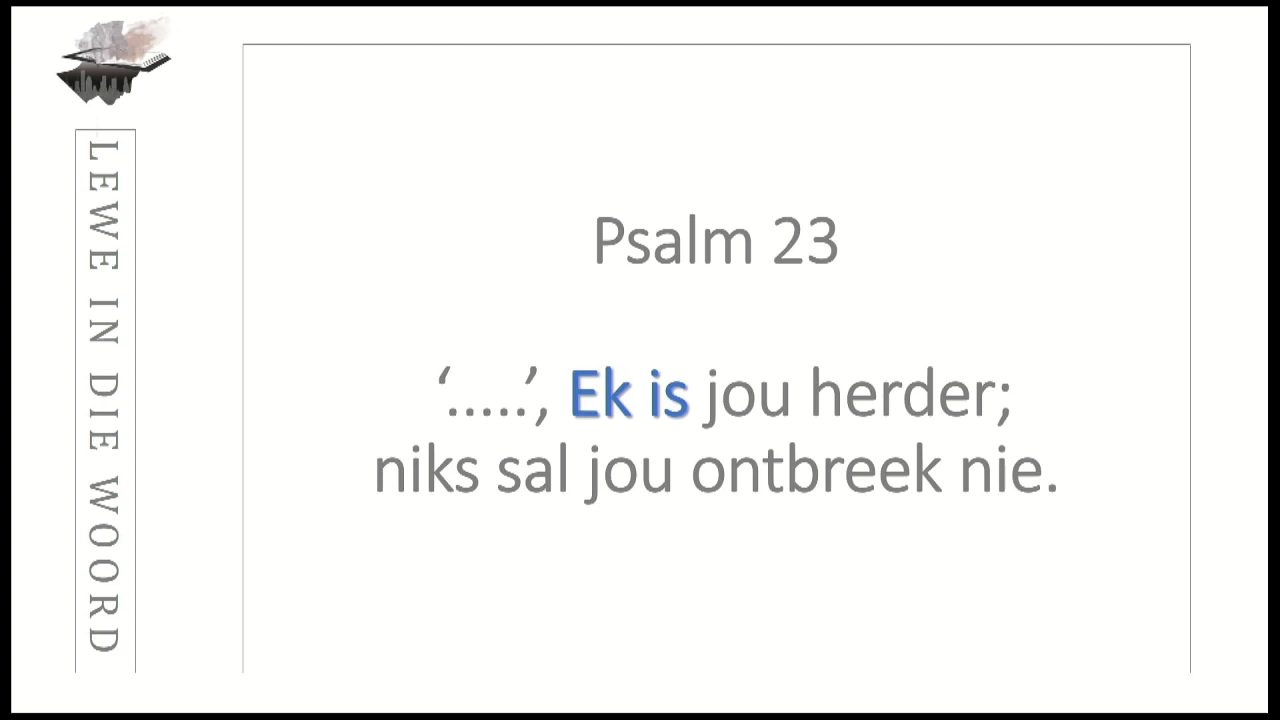 LEWE IN DIE WOORD
Psalm 23
‘.....’, Ek is jou herder;
niks sal jou ontbreek nie.